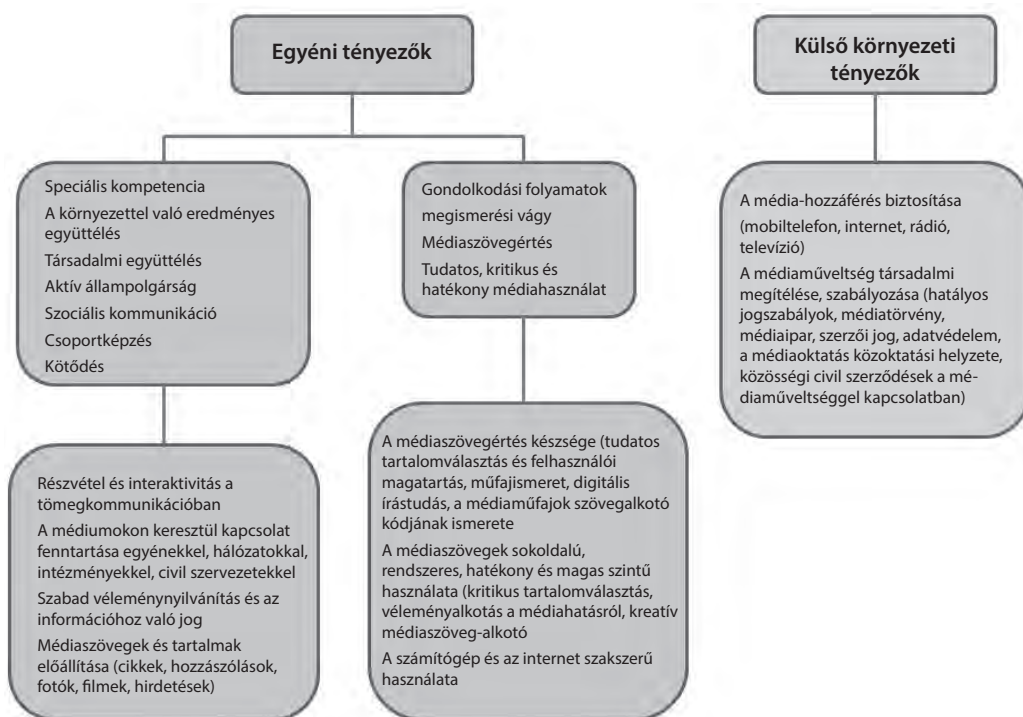 Egyéni tényezők
Külső környezeti
tényezők
Speciális kompetencia
A környezettel való eredményes
együttélés
Társadalmi együttélés
Aktív állampolgárság
Szociális kommunikáció
Csoportképzés
Kötődés
Gondolkodási folyamatok
megismerési vágy
Médiaszövegértés
Tudatos, kritikus és
hatékony médiahasználat
A média-hozzáférés biztosítása
(mobiltelefon, internet, rádió,
televízió)
A médiaműveltség társadalmi
megítélése, szabályozása (hatályos
jogszabályok, médiatörvény,
médiaipar, szerzői jog, adatvédelem,
a médiaoktatás közoktatási helyzete,
közösségi civil szerződések a mé-
diaműveltséggel kapcsolatban)
Részvétel és interaktivitás a
tömegkommunikációban
A médiumokon keresztül kapcsolat
fenntartása egyénekkel, hálózatokkal,
intézményekkel, civil szervezetekkel
Szabad véleménynyilvánítás és az
információhoz való jog
Médiaszövegek és tartalmak
előállítása (cikkek, hozzászólások,
fotók, filmek, hirdetések)
A médiaszövegértés készsége (tudatos
tartalomválasztás és felhasználói
magatartás, műfajismeret, digitális
írástudás, a médiaműfajok szövegalkotó
kódjának ismerete
A médiaszövegek sokoldalú,
rendszeres, hatékony és magas szintű
használata (kritikus tartalomválasztás,
véleményalkotás a médiahatásról, kreatív
médiaszöveg-alkotó
A számítógép és az internet szakszerű
használata